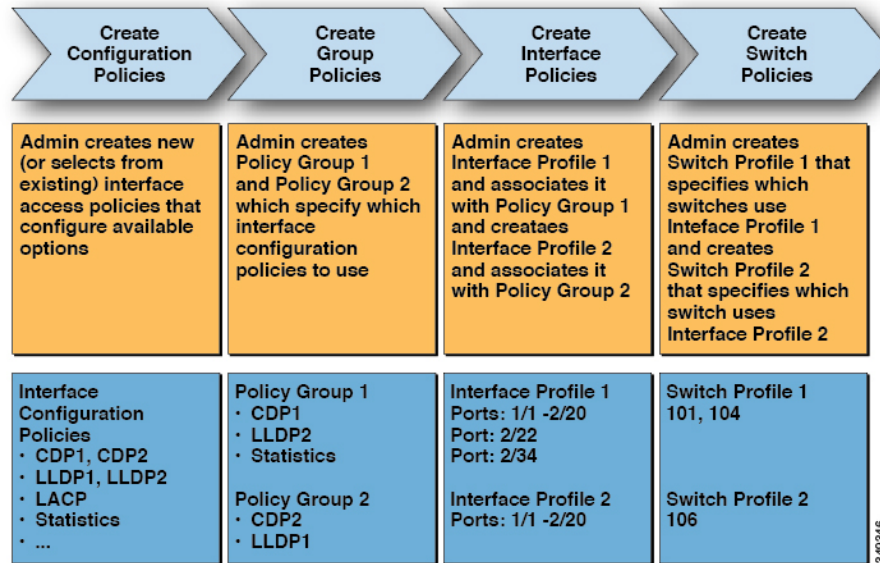 Create
Configuration
Policies
Create
Group
Policies
Create
Interface
Policies
Create
Switch
Policies
Admin creates new
(or selects from
existing) interface
access policies that
configure available
options
Admin creates
Policy Group 1
and Policy Group 2
which specify which
interface
configuration
policies to use
Admin creates
Interface Profile 1
and associates it
with Policy Group 1
and creataes
Interface Profile 2
and associates it
with Policy Group 2
Admin creates
Switch Profile 1 that
specifies which
switches use
Inteface Profile 1
and creates
Switch Profile 2
that specifies which
switch uses
Interface Profile 2
Interface
Configuration
Policies
· CDP1, CDP2
· LLDP1, LLDP2
· LACP
· Statistics
· ...
Policy Group 1
· CDP1
· LLDP2
· Statistics
Policy Group 2
· CDP2
· LLDP1
Interface Profile 1
Ports: 1/1 -2/20
Port: 2/22
Port: 2/34
Interface Profile 2
Ports: 1/1 -2/20
Switch Profile 1
101, 104
Switch Profile 2
106